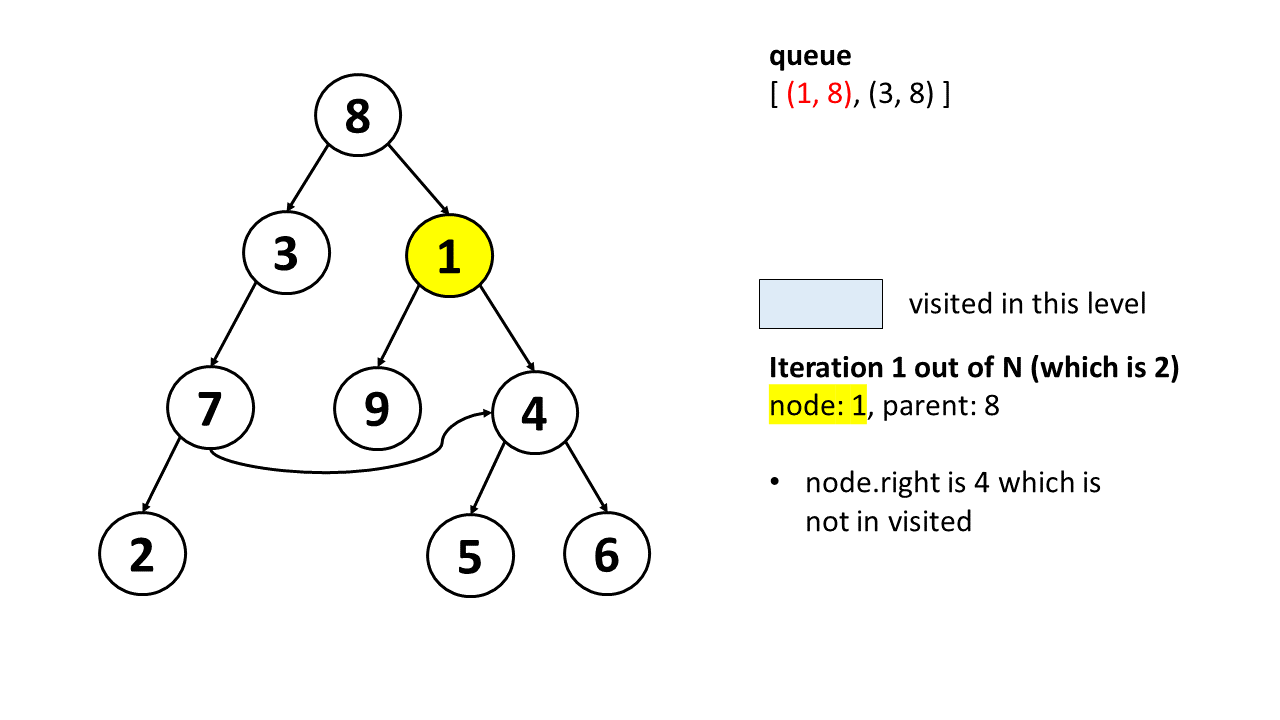 8
3
1
7
9
4
2
5
6
queue
[ (1, 8), (3, 8) ]
visited in this level
Iteration 1 out of N (which is 2)
node: 1, parent: 8
• node.right is 4 which is
not in visited